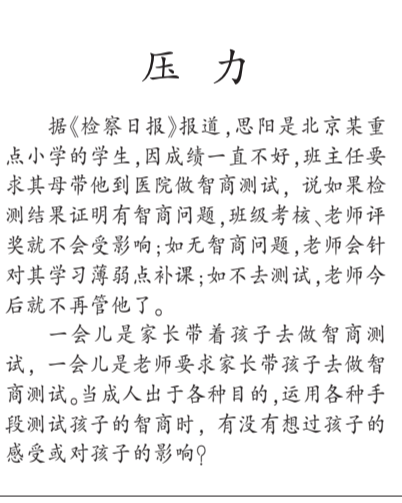 压 力
据《检察日报》报道,思阳是北京某重
点小学的学生,因成绩一直不好,班主任要
求其母带他到医院做智商测试，说如果检
测结果证明有智商问题,班级考核、老师评
奖就不会受影响;如无智商问题,老师会针
对其学习薄弱点补课;如不去测试,老师今
后就不再管他了。
一会儿是家长带着孩子去做智商测
试，一会儿是老师要求家长带孩子去做智
商测试。当成人出于各种目的,运用各种手
段测试孩子的智商时，有没有想过孩子的
感受或对孩子的影响?